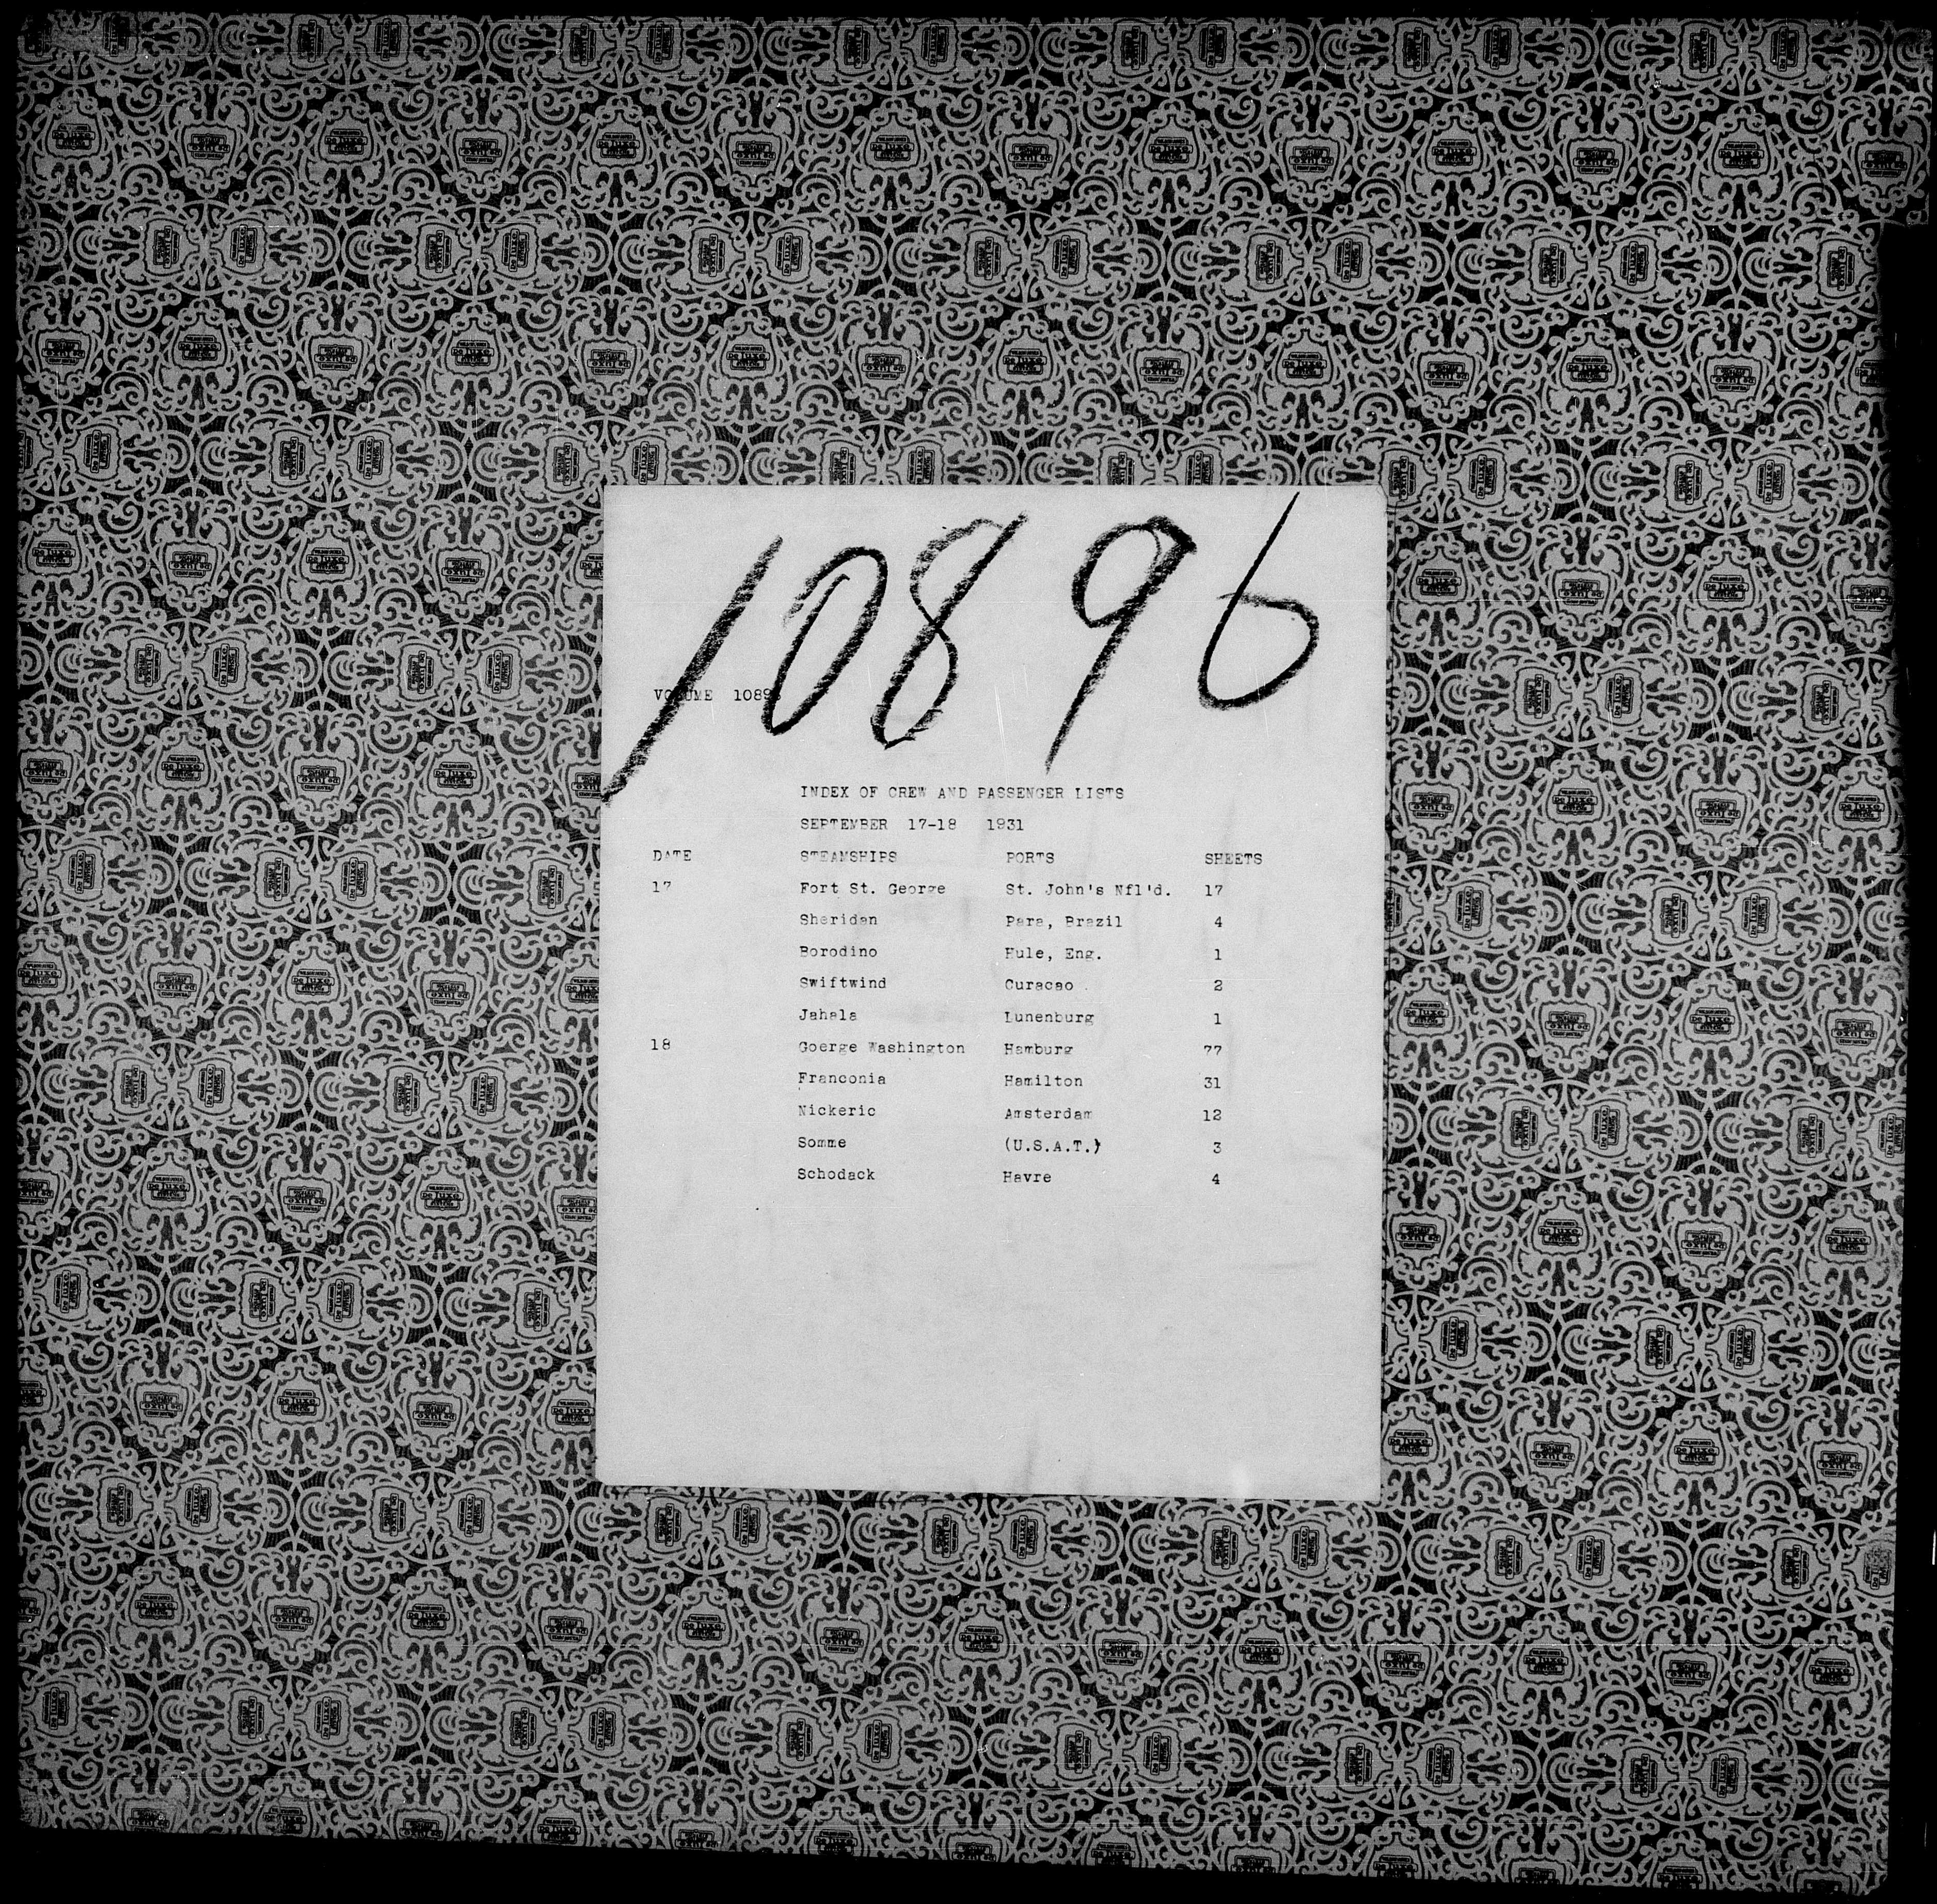 10896
VOLUME 10896
INDEX OF CREW AND PASSENGER LISTS
SEPTEMBER 17-18 1931
DATE STEAMSHIPS PORTS SHEETS
17 Fort St. George St. John's Nfl'd. 17
Sheridan Para, Brazil 4
Borodino Hule, Eng. 1
Swiftwind Curacao 2
Jahala Lunenburg 1
18 Goerge Washington Hamburg 77
Franconia Hamilton 31
Nickeric Amsterdam 12
Somme (U.S.A.T.) 3
Schodack Havre 4